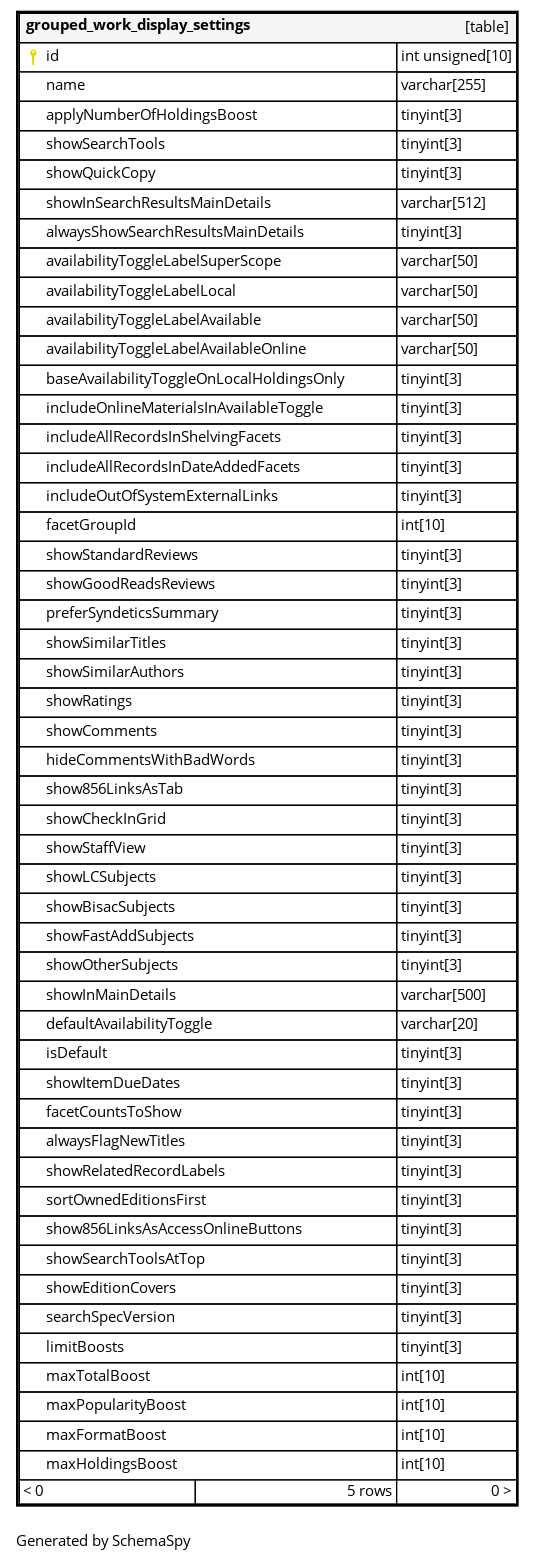 grouped_work_display_settings [table]
id int unsigned[10]
name varchar[255]
applyNumberOfHoldingsBoost tinyint[3]
showSearchTools tinyint[3]
showQuickCopy tinyint[3]
showInSearchResultsMainDetails varchar[512]
alwaysShowSearchResultsMainDetails tinyint[3]
availabilityToggleLabelSuperScope varchar[50]
availabilityToggleLabelLocal varchar[50]
availabilityToggleLabelAvailable varchar[50]
availabilityToggleLabelAvailableOnline varchar[50]
baseAvailabilityToggleOnLocalHoldingsOnly tinyint[3]
includeOnlineMaterialsInAvailableToggle tinyint[3]
includeAllRecordsInShelvingFacets tinyint[3]
includeAllRecordsInDateAddedFacets tinyint[3]
includeOutOfSystemExternalLinks tinyint[3]
facetGroupId int[10]
showStandardReviews tinyint[3]
showGoodReadsReviews tinyint[3]
preferSyndeticsSummary tinyint[3]
showSimilarTitles tinyint[3]
showSimilarAuthors tinyint[3]
showRatings tinyint[3]
showComments tinyint[3]
hideCommentsWithBadWords tinyint[3]
show856LinksAsTab tinyint[3]
showCheckInGrid tinyint[3]
showStaffView tinyint[3]
showLCSubjects tinyint[3]
showBisacSubjects tinyint[3]
showFastAddSubjects tinyint[3]
showOtherSubjects tinyint[3]
showInMainDetails varchar[500]
defaultAvailabilityToggle varchar[20]
isDefault tinyint[3]
showItemDueDates tinyint[3]
facetCountsToShow tinyint[3]
alwaysFlagNewTitles tinyint[3]
showRelatedRecordLabels tinyint[3]
sortOwnedEditionsFirst tinyint[3]
show856LinksAsAccessOnlineButtons tinyint[3]
showSearchToolsAtTop tinyint[3]
showEditionCovers tinyint[3]
searchSpecVersion tinyint[3]
limitBoosts tinyint[3]
maxTotalBoost int[10]
maxPopularityBoost int[10]
maxFormatBoost int[10]
maxHoldingsBoost int[10]
< 0 5 rows 0 >
Generated by SchemaSpy